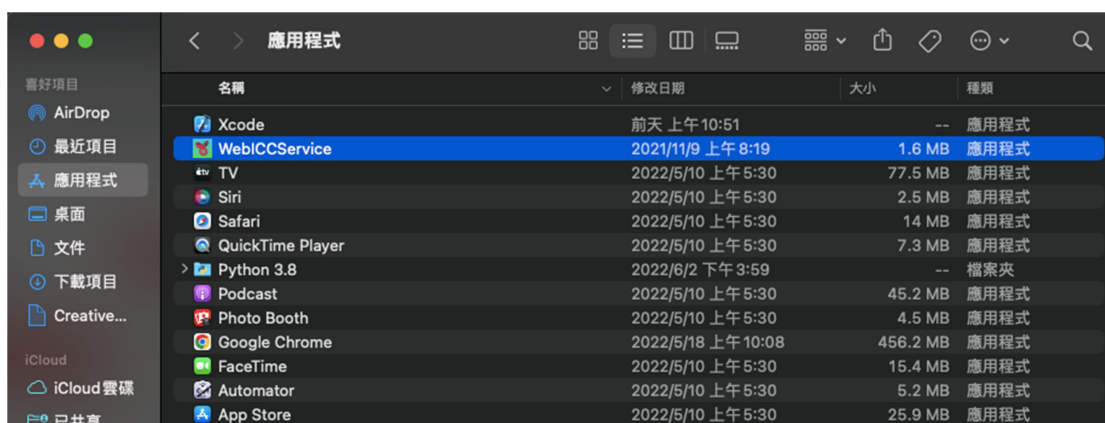 應用程式
喜好項目
AirDrop
最近項目
應用程式
桌面
文件
下載項目
Creative...
iCloud
iCloud雲碟
已共享
名稱 修改日期 大小 種類
Xcode 前天 上午10:51 -- 應用程式
WebICCService 2021/11/9 上午8:19 1.6 MB 應用程式
TV 2022/5/10 上午5:30 77.5 MB 應用程式
Siri 2022/5/10 上午5:30 2.5 MB 應用程式
Safari 2022/5/10 上午5:30 14 MB 應用程式
QuickTime Player 2022/5/10 上午5:30 7.3 MB 應用程式
Python 3.8 2022/6/2 下午3:59 -- 檔案夾
Podcast 2022/5/10 上午5:30 45.2 MB 應用程式
Photo Booth 2022/5/10 上午5:30 4.5 MB 應用程式
Google Chrome 2022/5/18 上午10:08 456.2 MB 應用程式
FaceTime 2022/5/10 上午5:30 15.4 MB 應用程式
Automator 2022/5/10 上午5:30 5.2 MB 應用程式
App Store 2022/5/10 上午5:30 25.9 MB 應用程式